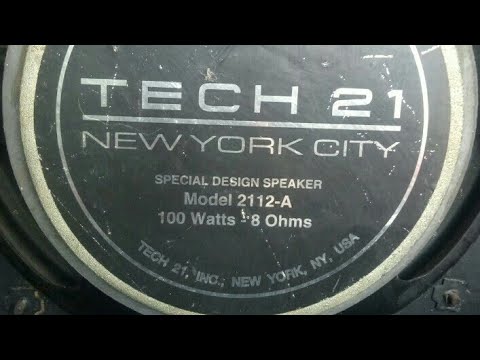 TECH 21
NEW YORK CITY
SPECIAL DESIGN SPEAKER
Model 2112-A
100 Watts - 8 Ohms
TECH 21, INC., NEW YORK, NY, USA